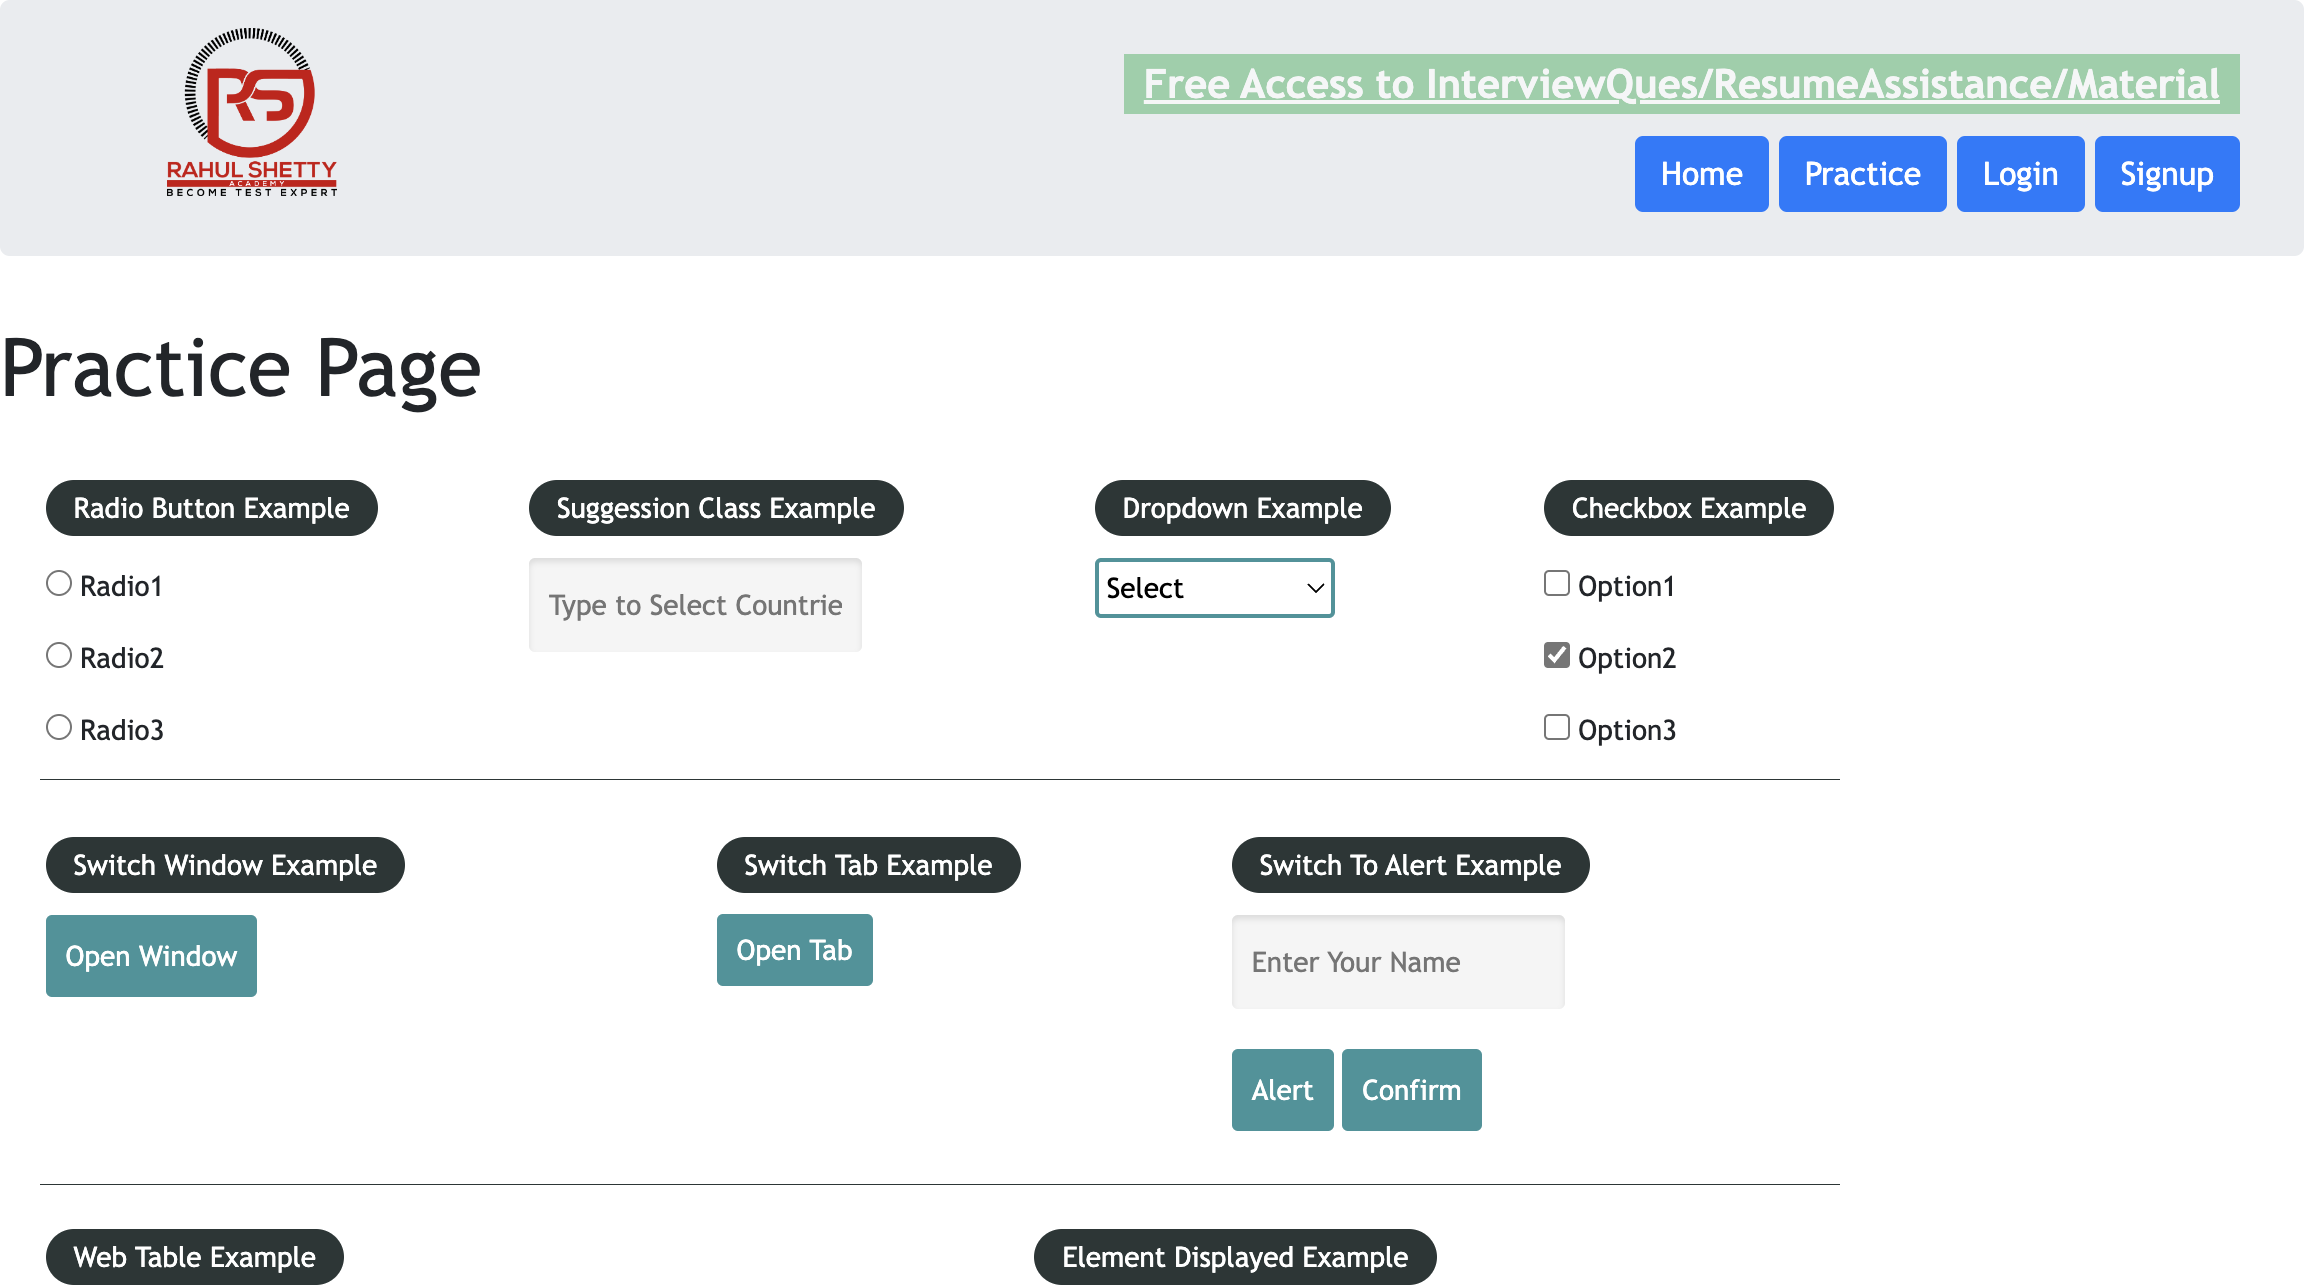 RAHUL SHETTY
ACADEMY
BECOME TEST EXPERT
Free Access to InterviewQues/ResumeAssistance/Material
Home Practice Login Signup
Practice Page
Radio Button Example
Radio1
Radio2
Radio3
Suggession Class Example
Type to Select Countrie
Dropdown Example
Select
Checkbox Example
Option1
Option2
Option3
Switch Window Example
Open Window
Switch Tab Example
Open Tab
Switch To Alert Example
Enter Your Name
Alert Confirm
Web Table Example
Element Displayed Example